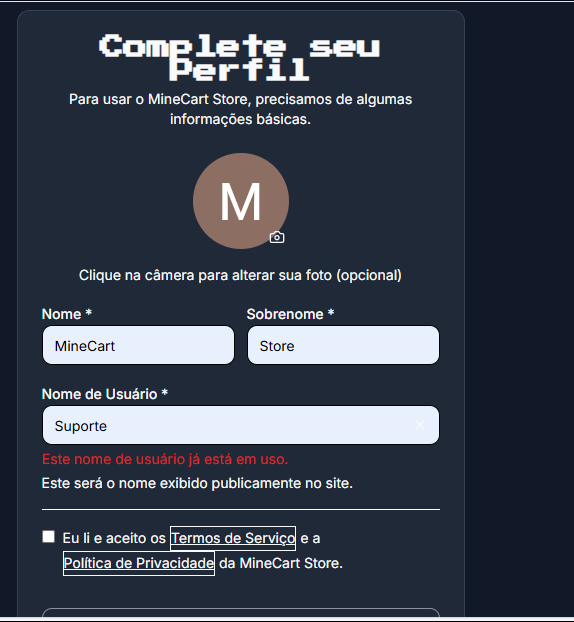 Complete seu
Perfil
Para usar o MineCart Store, precisamos de algumas
informações básicas.
M
Clique na câmera para alterar sua foto (opcional)
Nome * Sobrenome *
MineCart Store
Nome de Usuário *
Suporte
Este nome de usuário já está em uso.
Este será o nome exibido publicamente no site.
Eu li e aceito os Termos de Serviço e a
Política de Privacidade da MineCart Store.